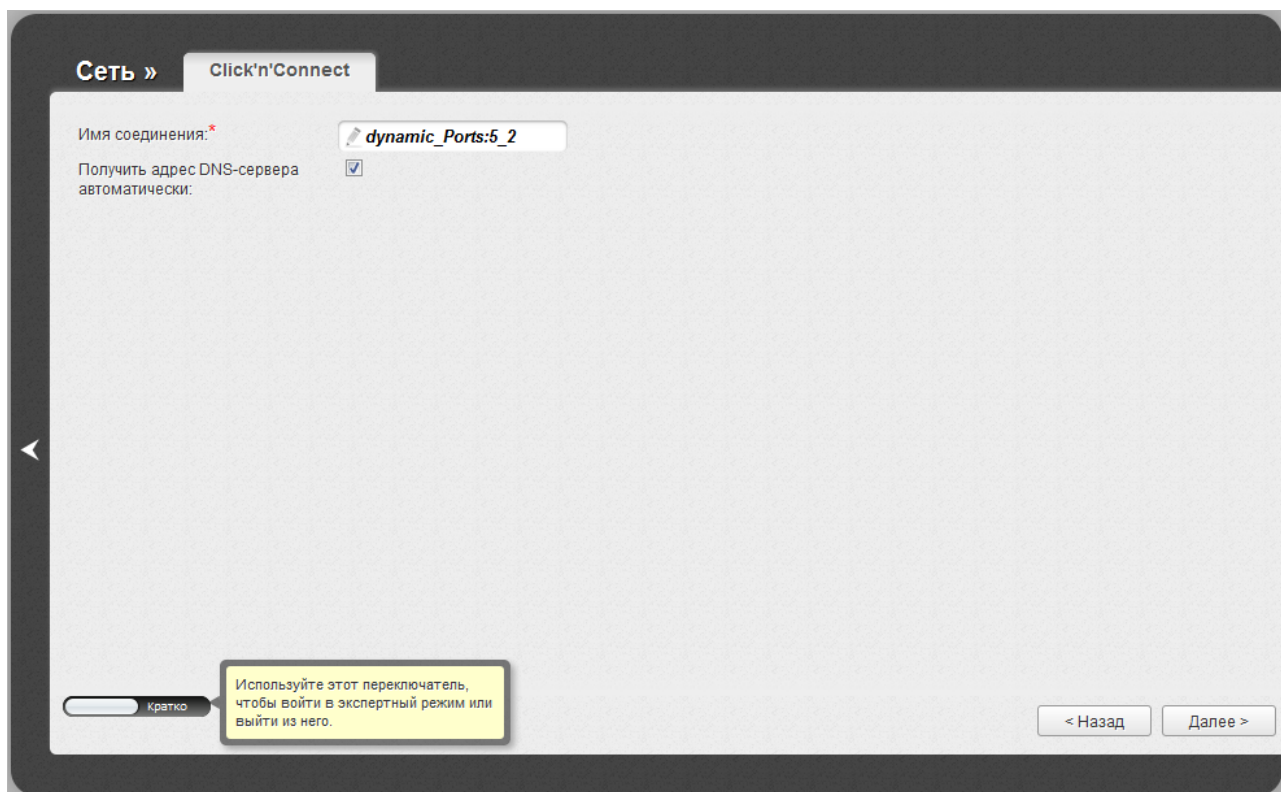 Сеть »
Click'n'Connect
Имя соединения:*
dynamic_Ports:5_2
Получить адрес DNS-сервера
автоматически:
Используйте этот переключатель,
чтобы войти в экспертный режим или
выйти из него.
Кратко
< Назад
Далее >